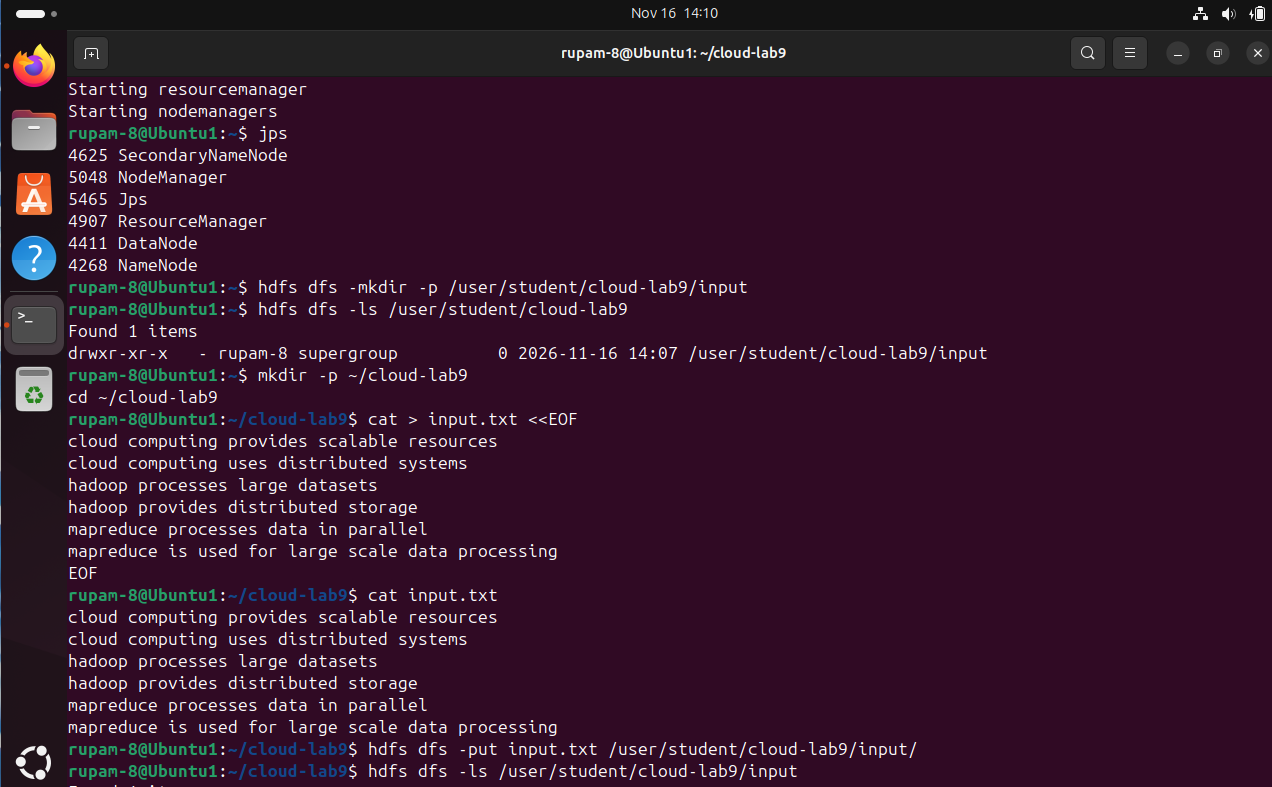 Nov 16 14:10
rupam-8@Ubuntu1: ~/cloud-lab9
Starting resourcemanager
Starting nodemanagers
rupam-8@Ubuntu1:~$ jps
4625 SecondaryNameNode
5048 NodeManager
5465 Jps
4907 ResourceManager
4411 DataNode
4268 NameNode
rupam-8@Ubuntu1:~$ hdfs dfs -mkdir -p /user/student/cloud-lab9/input
rupam-8@Ubuntu1:~$ hdfs dfs -ls /user/student/cloud-lab9
Found 1 items
drwxr-xr-x   - rupam-8 supergroup          0 2026-11-16 14:07 /user/student/cloud-lab9/input
rupam-8@Ubuntu1:~$ mkdir -p ~/cloud-lab9
cd ~/cloud-lab9
rupam-8@Ubuntu1:~/cloud-lab9$ cat > input.txt <<EOF
cloud computing provides scalable resources
cloud computing uses distributed systems
hadoop processes large datasets
hadoop provides distributed storage
mapreduce processes data in parallel
mapreduce is used for large scale data processing
EOF
rupam-8@Ubuntu1:~/cloud-lab9$ cat input.txt
cloud computing provides scalable resources
cloud computing uses distributed systems
hadoop processes large datasets
hadoop provides distributed storage
mapreduce processes data in parallel
mapreduce is used for large scale data processing
rupam-8@Ubuntu1:~/cloud-lab9$ hdfs dfs -put input.txt /user/student/cloud-lab9/input/
rupam-8@Ubuntu1:~/cloud-lab9$ hdfs dfs -ls /user/student/cloud-lab9/input